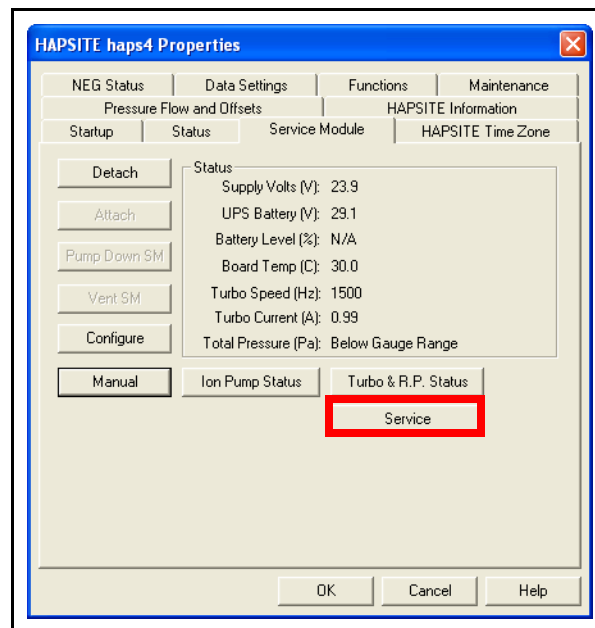 HAPSITE haps4 Properties
NEG Status Data Settings Functions Maintenance
Pressure Flow and Offsets HAPSITE Information
Startup Status Service Module HAPSITE Time Zone
Detach
Attach
Pump Down SM
Vent SM
Configure
Status
Supply Volts (V): 23.9
UPS Battery (V): 29.1
Battery Level (%): N/A
Board Temp (C): 30.0
Turbo Speed (Hz): 1500
Turbo Current (A): 0.99
Total Pressure (Pa): Below Gauge Range
Manual Ion Pump Status Turbo & R.P. Status
Service
OK Cancel Help